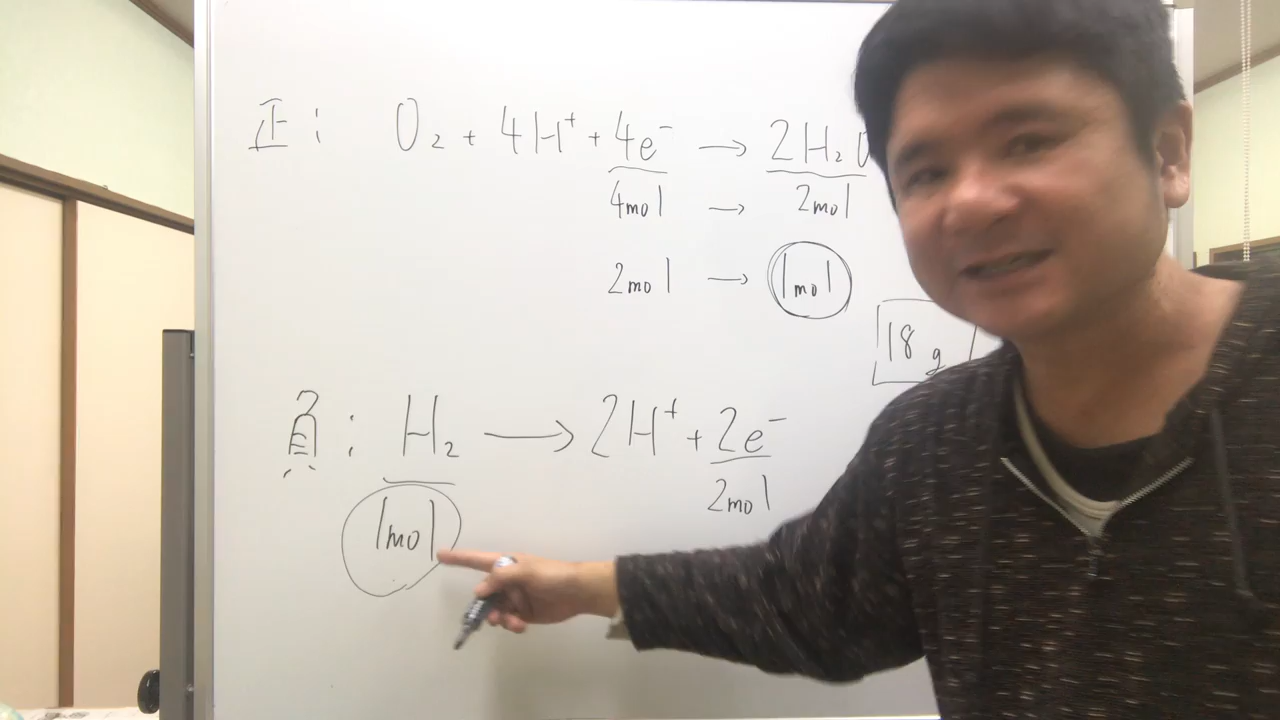 正: O₂ + 4H⁺ + 4e⁻ → 2H₂O
4mol → 2mol
2mol → 1mol
18g
負: H₂ → 2H⁺ + 2e⁻
2mol
1mol